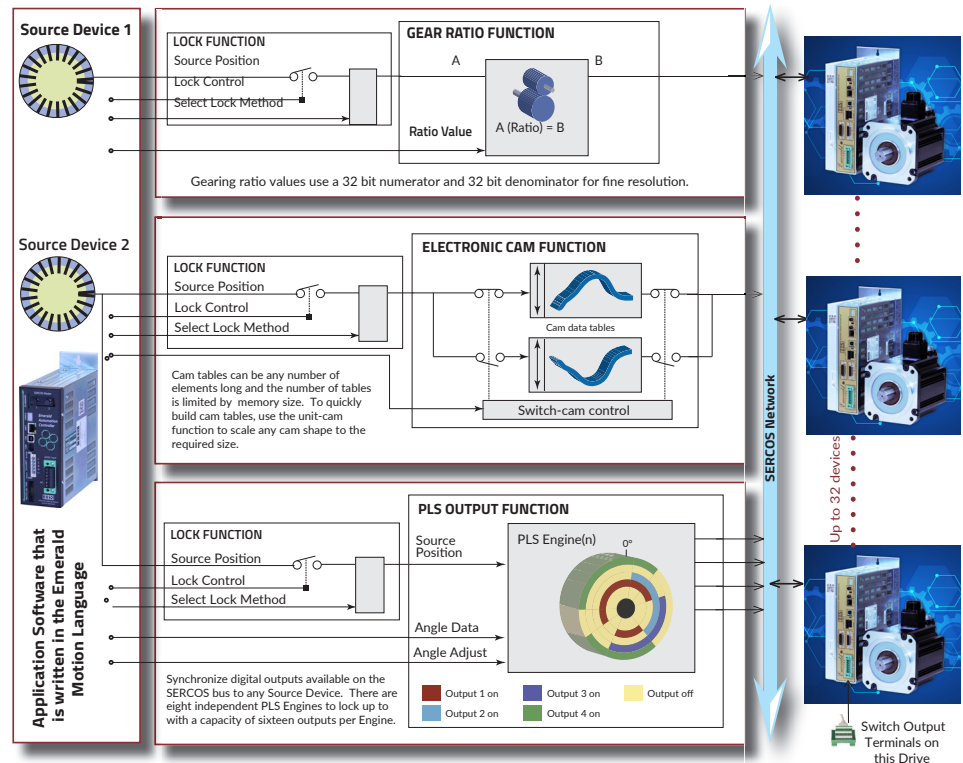 Source Device 1
LOCK FUNCTION
Source Position
Lock Control
Select Lock Method
GEAR RATIO FUNCTION
A
B
A (Ratio) = B
Ratio Value
Gearing ratio values use a 32 bit numerator and 32 bit denominator for fine resolution.
Source Device 2
LOCK FUNCTION
Source Position
Lock Control
Select Lock Method
ELECTRONIC CAM FUNCTION
Cam data tables
Switch-cam control
Cam tables can be any number of
elements long and the number of tables
is limited by memory size. To quickly
build cam tables, use the unit-cam
function to scale any cam shape to the
required size.
Emerald
Automation
Controller
Application Software that
is written in the Emerald
Motion Language
LOCK FUNCTION
Source Position
Lock Control
Select Lock Method
PLS OUTPUT FUNCTION
Source
Position
PLS Engine(n)
0°
Angle Data
Angle Adjust
Output 1 on
Output 3 on
Output off
Output 2 on
Output 4 on
Synchronize digital outputs available on the
SERCOS bus to any Source Device. There are
eight independent PLS Engines to lock up to
with a capacity of sixteen outputs per Engine.
SERCOS Network
Up to 32 devices
Switch Output
Terminals on
this Drive